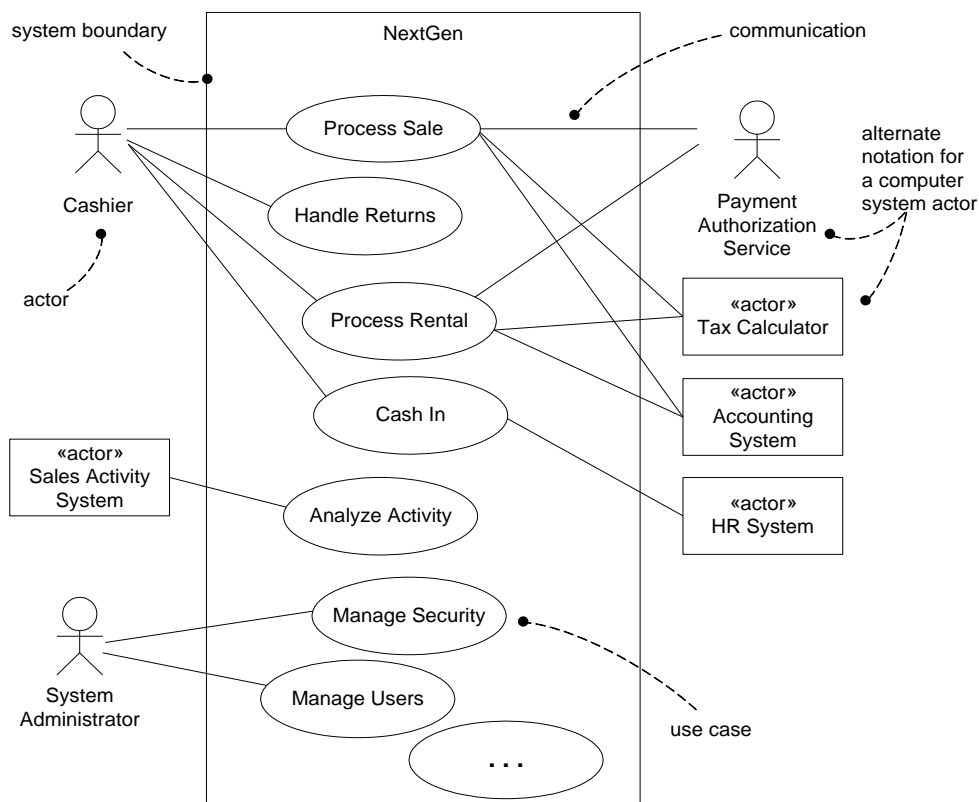 system boundary
NextGen
communication
Process Sale
alternate
notation for
a computer
system actor
Cashier
Handle Returns
Payment
Authorization
Service
actor
Process Rental
«actor»
Tax Calculator
Cash In
«actor»
Accounting
System
«actor»
Sales Activity
System
Analyze Activity
«actor»
HR System
Manage Security
System
Administrator
Manage Users
use case
. . .